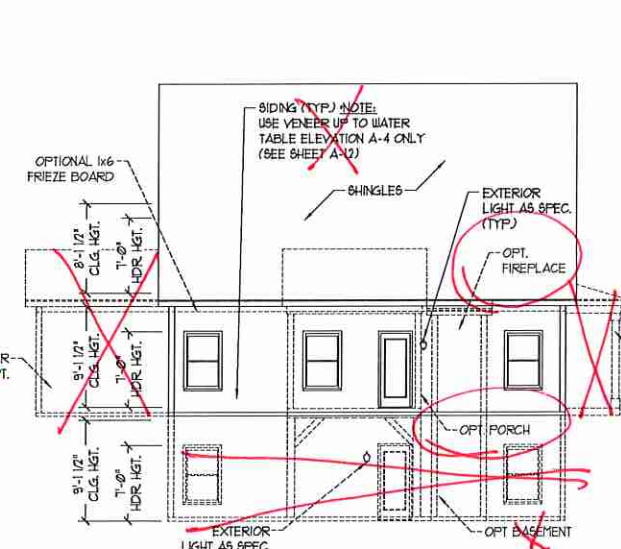 SIDING (TYP.) NOTE:
USE VENEER UP TO WATER
TABLE ELEVATION A-4 ONLY
(SEE SHEET A-12)
OPTIONAL 1x6
FRIEZE BOARD
SHINGLES
EXTERIOR
LIGHT AS SPEC.
(TYP.)
OPT.
FIREPLACE
8'-1 1/2"
CLG. HGT.
7'-0"
HDR. HGT.
9'-1 1/2"
CLG. HGT.
7'-0"
HDR. HGT.
OPT. PORCH
9'-1 1/2"
CLG. HGT.
7'-0"
HDR. HGT.
EXTERIOR
LIGHT AS SPEC.
OPT BASEMENT